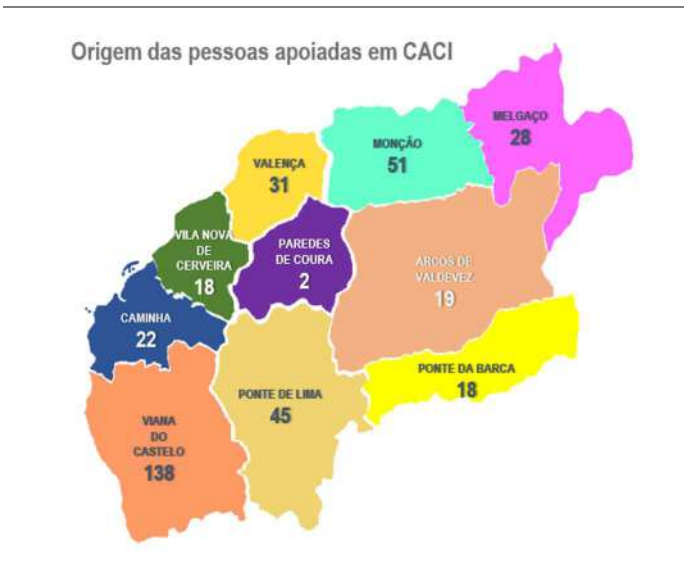 Origem das pessoas apoiadas em CACI
MELGAÇO
28
MONÇÃO
51
VALENÇA
31
VILA NOVA
DE
CERVEIRA
18
PAREDES
DE COURA
2
ARCOS DE
VALDEVEZ
19
CAMINHA
22
PONTE DA BARCA
18
PONTE DE LIMA
45
VIANA
DO
CASTELO
138